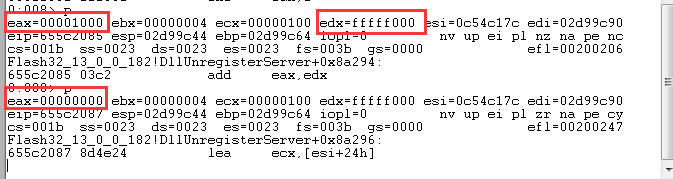 0:008> p
eax=00001000 ebx=00000004 ecx=00000100 edx=fffff000 esi=0c54c17c edi=02d99c90
eip=655c2085 esp=02d99c44 ebp=02d99c64 iopl=0 nv up ei pl nz na pe nc
cs=001b ss=0023 ds=0023 es=0023 fs=003b gs=0000 efl=00200206
Flash32_13_0_0_182!DllUnregisterServer+0x8a294:
655c2085 03c2 add eax,edx
0:008> p
eax=00000000 ebx=00000004 ecx=00000100 edx=fffff000 esi=0c54c17c edi=02d99c90
eip=655c2087 esp=02d99c44 ebp=02d99c64 iopl=0 nv up ei pl zr na pe cy
cs=001b ss=0023 ds=0023 es=0023 fs=003b gs=0000 efl=00200247
Flash32_13_0_0_182!DllUnregisterServer+0x8a296:
655c2087 8d4e24 lea ecx,[esi+24h]